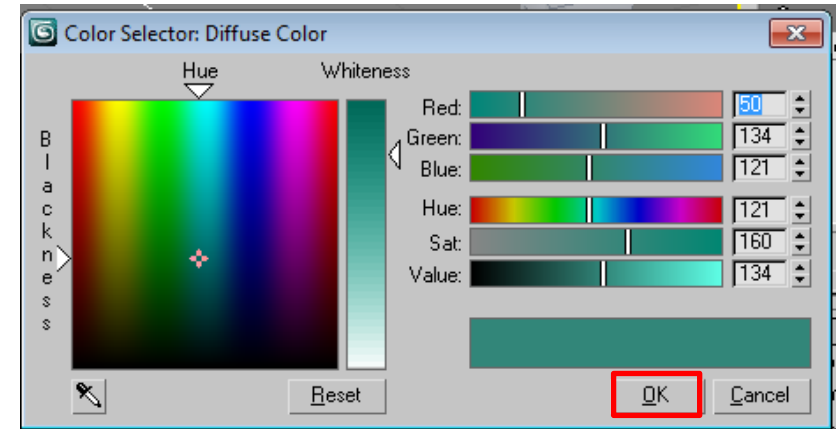 Color Selector: Diffuse Color
Hue
Whiteness
Blackness
Red: 50
Green: 134
Blue: 121
Hue: 121
Sat: 160
Value: 134
Reset
OK
Cancel